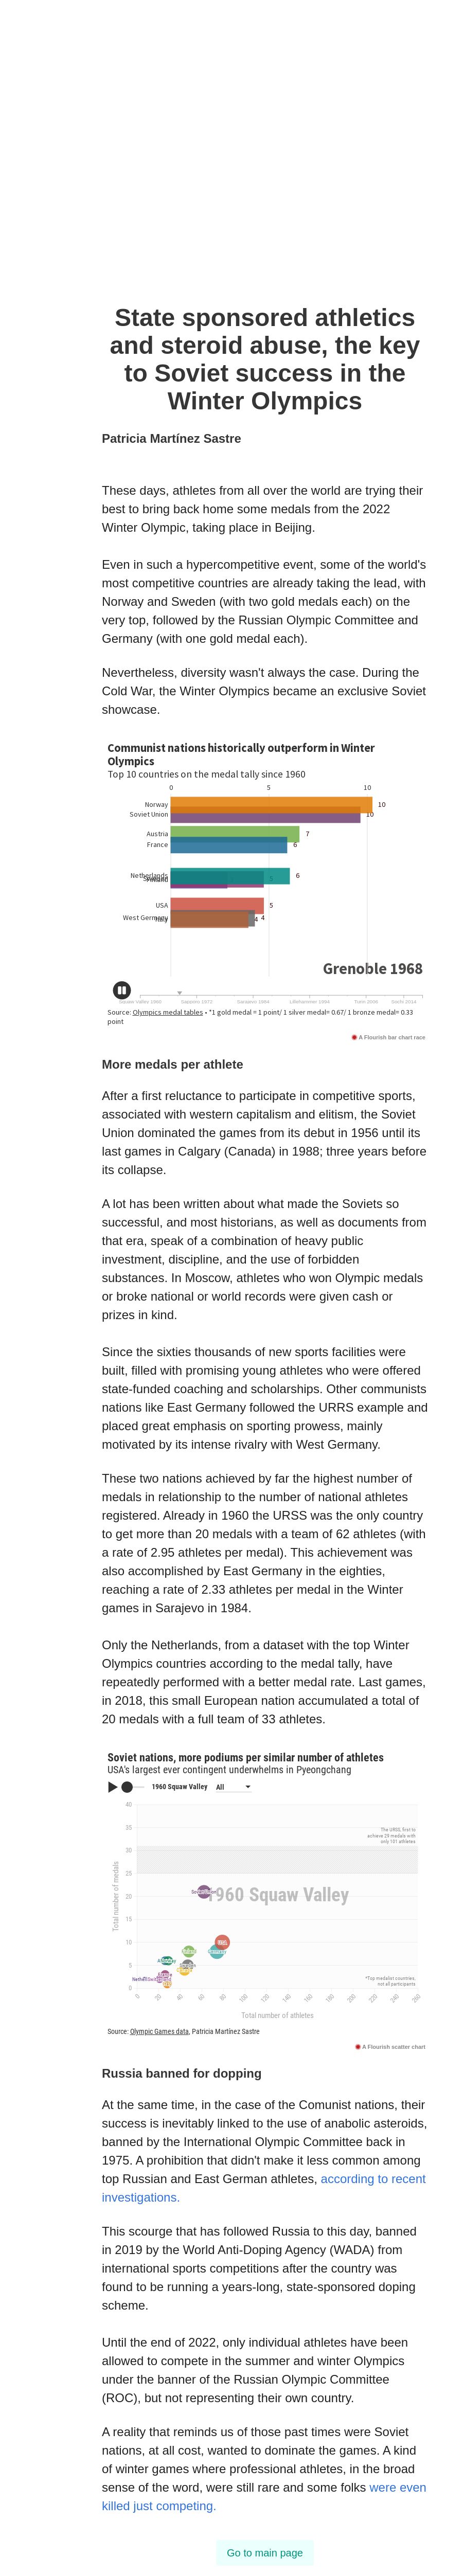 State sponsored athletics
and steroid abuse, the key
to Soviet success in the
Winter Olympics
Patricia Martínez Sastre
These days, athletes from all over the world are trying their
best to bring back home some medals from the 2022
Winter Olympic, taking place in Beijing.
Even in such a hypercompetitive event, some of the world's
most competitive countries are already taking the lead, with
Norway and Sweden (with two gold medals each) on the
very top, followed by the Russian Olympic Committee and
Germany (with one gold medal each).
Nevertheless, diversity wasn't always the case. During the
Cold War, the Winter Olympics became an exclusive Soviet
showcase.
Communist nations historically outperform in Winter
Olympics
Top 10 countries on the medal tally since 1960
0 5 10
Norway 10
Soviet Union 10
Austria 7
France 6
Netherlands 6
USA 5
West Germany 4
Italy 4
Grenoble 1968
Squaw Valley 1960 Sapporo 1972 Sarajevo 1984 Lillehammer 1994 Turin 2006 Sochi 2014
Source: Olympics medal tables • *1 gold medal = 1 point/ 1 silver medal= 0.67/ 1 bronze medal= 0.33
point
A Flourish bar chart race
More medals per athlete
After a first reluctance to participate in competitive sports,
associated with western capitalism and elitism, the Soviet
Union dominated the games from its debut in 1956 until its
last games in Calgary (Canada) in 1988; three years before
its collapse.
A lot has been written about what made the Soviets so
successful, and most historians, as well as documents from
that era, speak of a combination of heavy public
investment, discipline, and the use of forbidden
substances. In Moscow, athletes who won Olympic medals
or broke national or world records were given cash or
prizes in kind.
Since the sixties thousands of new sports facilities were
built, filled with promising young athletes who were offered
state-funded coaching and scholarships. Other communists
nations like East Germany followed the URRS example and
placed great emphasis on sporting prowess, mainly
motivated by its intense rivalry with West Germany.
These two nations achieved by far the highest number of
medals in relationship to the number of national athletes
registered. Already in 1960 the URSS was the only country
to get more than 20 medals with a team of 62 athletes (with
a rate of 2.95 athletes per medal). This achievement was
also accomplished by East Germany in the eighties,
reaching a rate of 2.33 athletes per medal in the Winter
games in Sarajevo in 1984.
Only the Netherlands, from a dataset with the top Winter
Olympics countries according to the medal tally, have
repeatedly performed with a better medal rate. Last games,
in 2018, this small European nation accumulated a total of
20 medals with a full team of 33 athletes.
Soviet nations, more podiums per similar number of athletes
USA's largest ever contingent underwhelms in Pyeongchang
1960 Squaw Valley All
40
35
The URSS, first to
achieve 29 medals with
only 101 athletes
30
25
20
1960 Squaw Valley
15
10
5
*Top medalist countries,
not all participants
0
Total number of medals
0 20 40 60 80 100 120 140 160 180 200 220 240 260
Total number of athletes
Source: Olympic Games data, Patricia Martínez Sastre
A Flourish scatter chart
Russia banned for dopping
At the same time, in the case of the Comunist nations, their
success is inevitably linked to the use of anabolic asteroids,
banned by the International Olympic Committee back in
1975. A prohibition that didn't make it less common among
top Russian and East German athletes, according to recent
investigations.
This scourge that has followed Russia to this day, banned
in 2019 by the World Anti-Doping Agency (WADA) from
international sports competitions after the country was
found to be running a years-long, state-sponsored doping
scheme.
Until the end of 2022, only individual athletes have been
allowed to compete in the summer and winter Olympics
under the banner of the Russian Olympic Committee
(ROC), but not representing their own country.
A reality that reminds us of those past times were Soviet
nations, at all cost, wanted to dominate the games. A kind
of winter games where professional athletes, in the broad
sense of the word, were still rare and some folks were even
killed just competing.
Go to main page